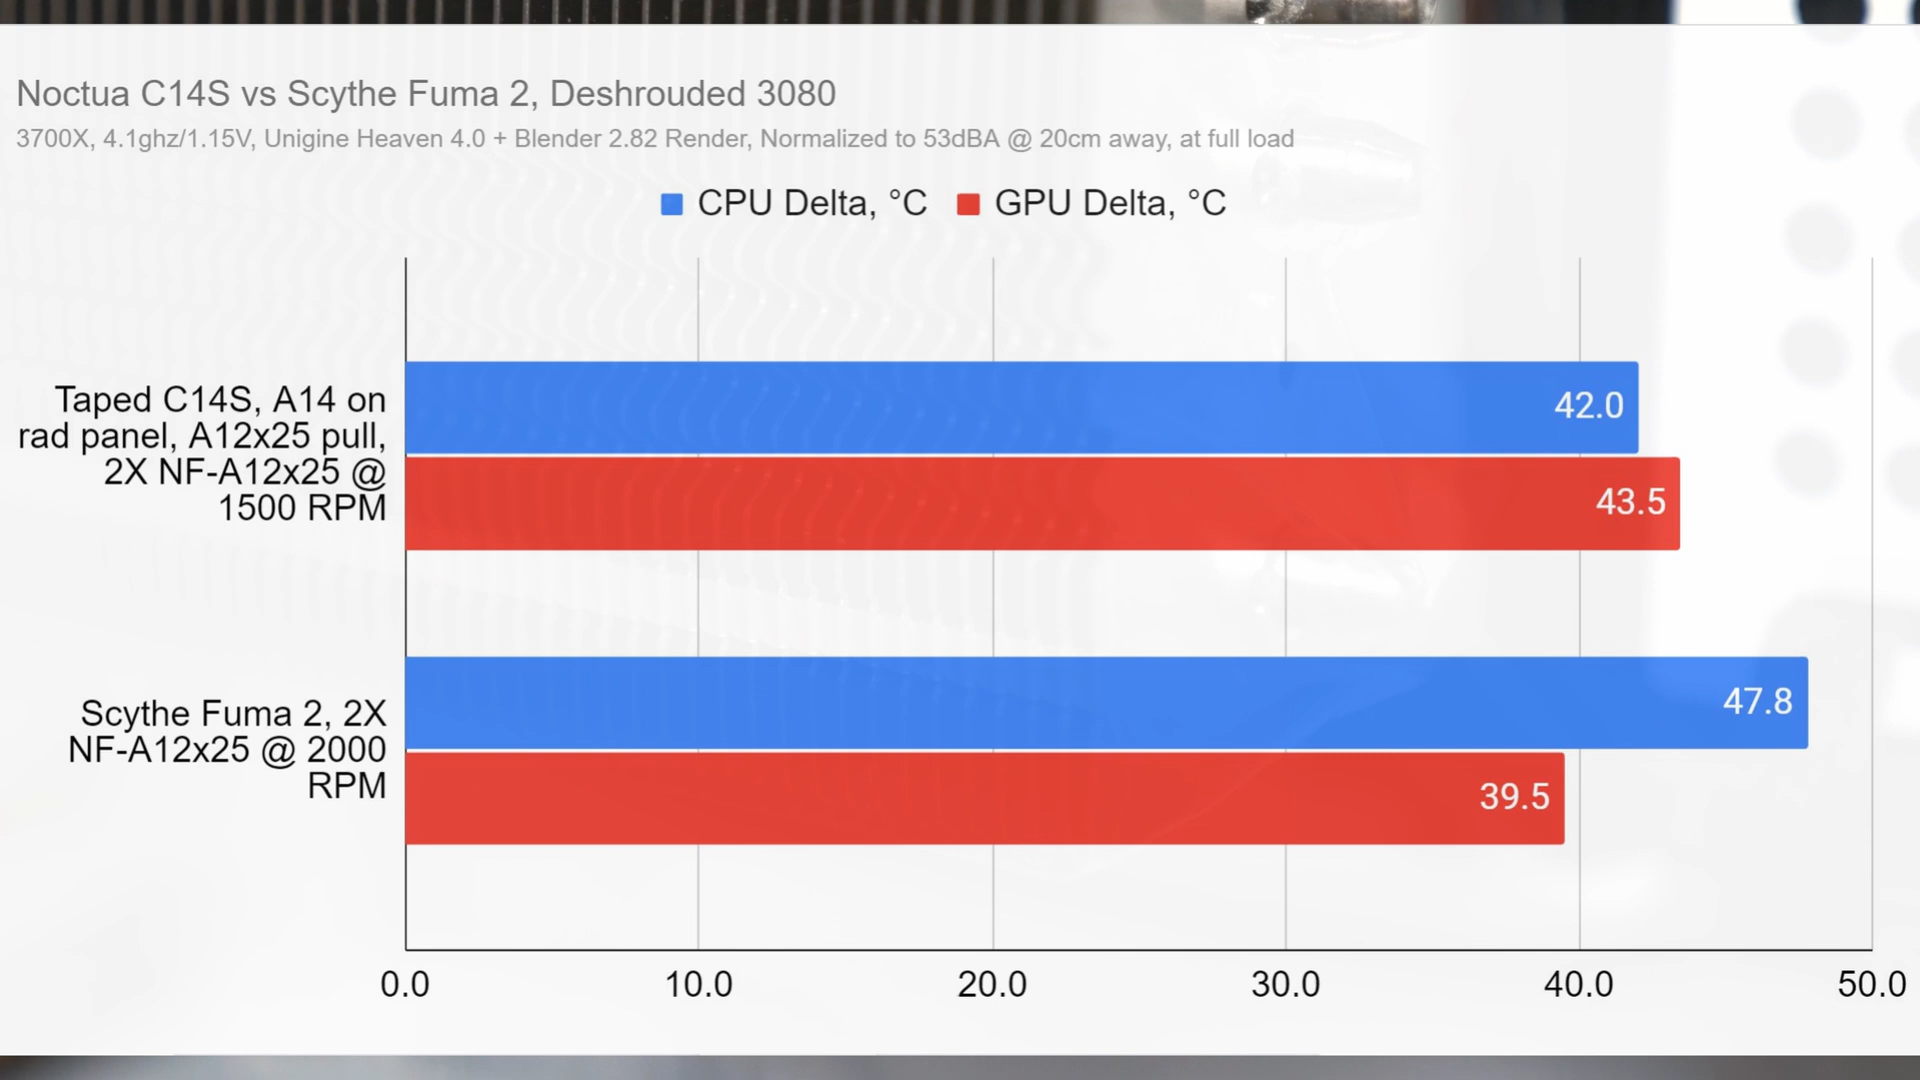 Noctua C14S vs Scythe Fuma 2, Deshrouded 3080
3700X, 4.1ghz/1.15V, Unigine Heaven 4.0 + Blender 2.82 Render, Normalized to 53dBA @ 20cm away, at full load
CPU Delta, °C
GPU Delta, °C
Taped C14S, A14 on
rad panel, A12x25 pull,
2X NF-A12x25 @
1500 RPM
42.0
43.5
Scythe Fuma 2, 2X
NF-A12x25 @ 2000
RPM
47.8
39.5
0.0
10.0
20.0
30.0
40.0
50.0